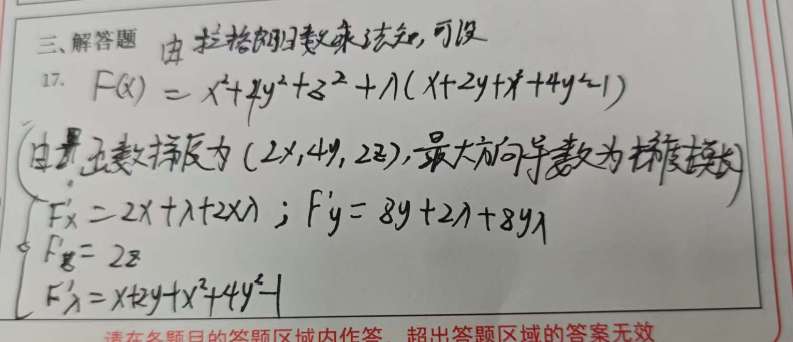 三、解答题 由拉格朗日数乘法知,可设
17. F(x) = x²+4y²+z²+λ(x+2y+x²+4y²-1)
(由 函数梯度为(2x,4y,2z),最大方向导数为梯度模长)
F'x = 2x+λ+2xλ ; F'y = 8y+2λ+8yλ
F'z = 2z
F'λ = x+2y+x²+4y²-1
请在各题目的答题区域内作答 超出答题区域的答案无效